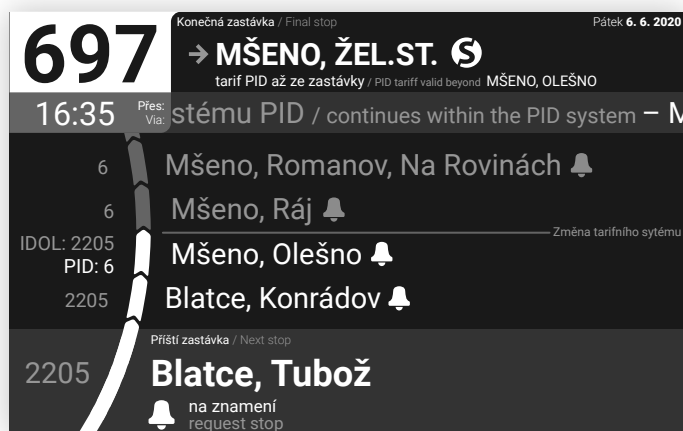 697
Konečná zastávka / Final stop
Pátek 6. 6. 2020
→ MŠENO, ŽEL.ST. S
tarif PID až ze zastávky / PID tariff valid beyond MŠENO, OLEŠNO
16:35
Přes:
Via:
stému PID / continues within the PID system – M
6 Mšeno, Romanov, Na Rovinách
6 Mšeno, Ráj
Změna tarifního sytému
IDOL: 2205
PID: 6
Mšeno, Olešno
2205 Blatce, Konrádov
Příští zastávka / Next stop
2205 Blatce, Tubož
na znamení
request stop